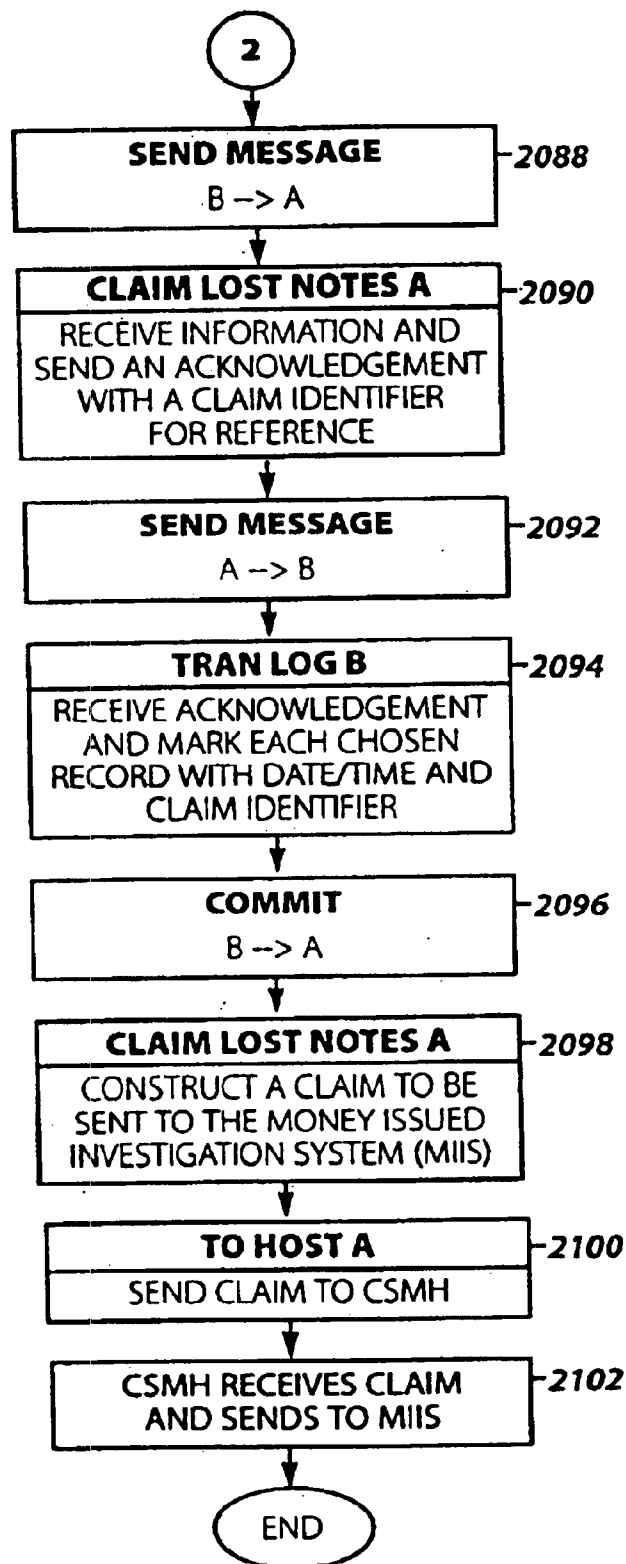 2
SEND MESSAGE
2088
B --> A
CLAIM LOST NOTES A
2090
RECEIVE INFORMATION AND
SEND AN ACKNOWLEDGEMENT
WITH A CLAIM IDENTIFIER
FOR REFERENCE
SEND MESSAGE
2092
A --> B
TRAN LOG B
2094
RECEIVE ACKNOWLEDGEMENT
AND MARK EACH CHOSEN
RECORD WITH DATE/TIME AND
CLAIM IDENTIFIER
COMMIT
2096
B --> A
CLAIM LOST NOTES A
2098
CONSTRUCT A CLAIM TO BE
SENT TO THE MONEY ISSUED
INVESTIGATION SYSTEM (MIIS)
TO HOST A
2100
SEND CLAIM TO CSMH
CSMH RECEIVES CLAIM
2102
AND SENDS TO MIIS
END